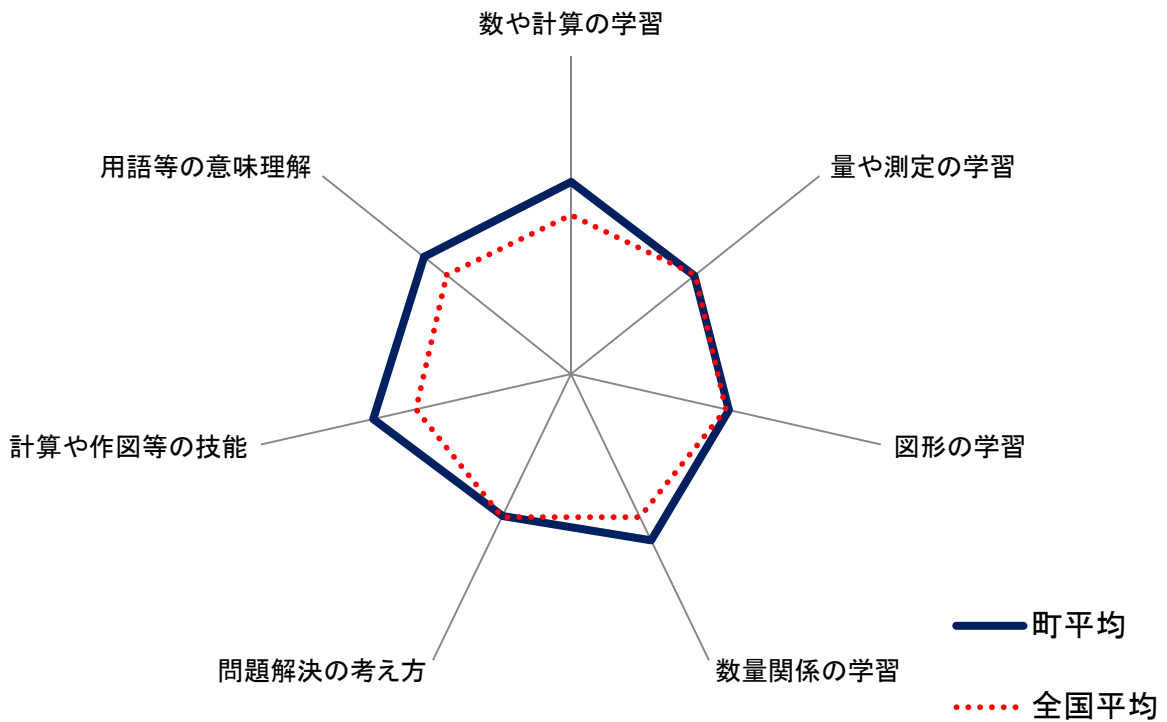 数や計算の学習
用語等の意味理解
量や測定の学習
計算や作図等の技能
図形の学習
問題解決の考え方
数量関係の学習
町平均
全国平均